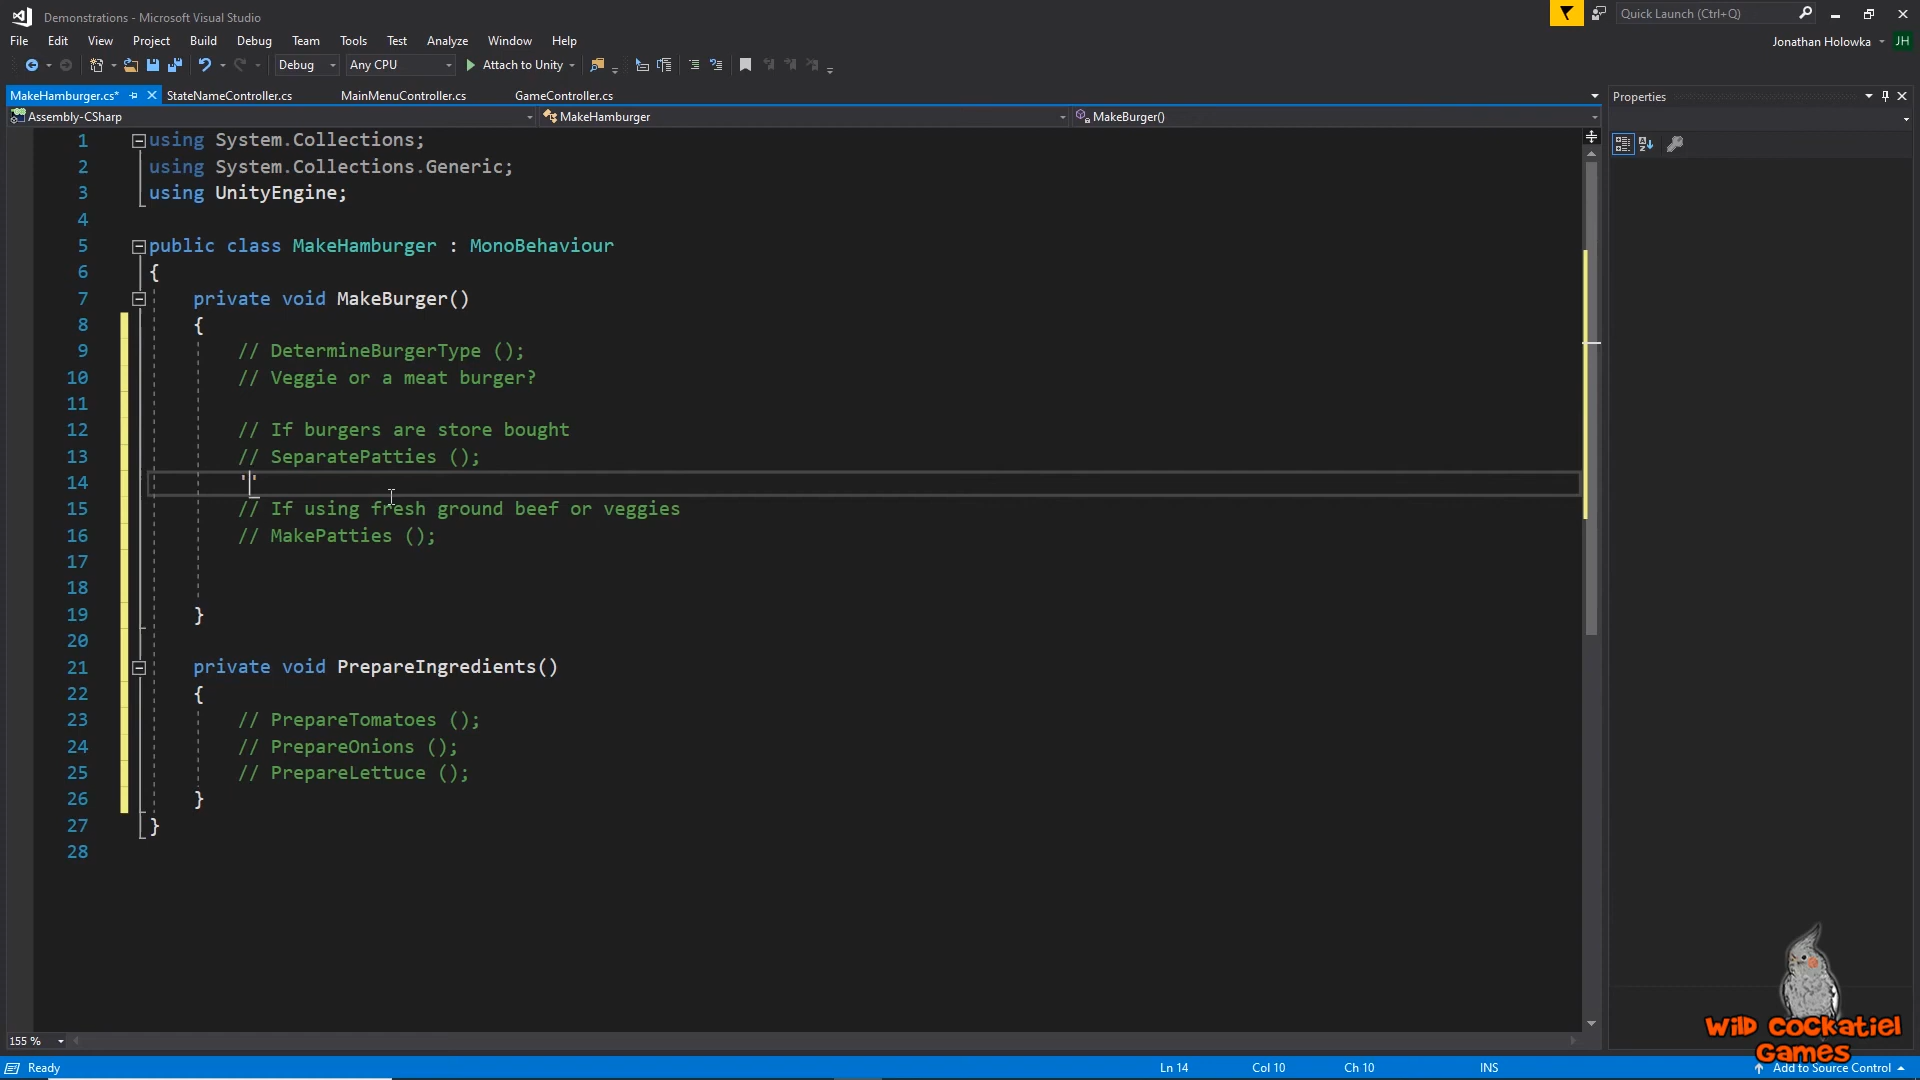 Demonstrations - Microsoft Visual Studio
Quick Launch (Ctrl+Q)
File Edit View Project Build Debug Team Tools Test Analyze Window Help
Jonathan Holowka JH
Debug Any CPU Attach to Unity
MakeHamburger.cs* StateNameController.cs MainMenuController.cs GameController.cs
Properties
Assembly-CSharp MakeHamburger MakeBurger()
1 using System.Collections;
2 using System.Collections.Generic;
3 using UnityEngine;
4
5 public class MakeHamburger : MonoBehaviour
6 {
7 private void MakeBurger()
8 {
9 // DetermineBurgerType ();
10 // Veggie or a meat burger?
11
12 // If burgers are store bought
13 // SeparatePatties ();
14 ''
15 // If using fresh ground beef or veggies
16 // MakePatties ();
17
18
19 }
20
21 private void PrepareIngredients()
22 {
23 // PrepareTomatoes ();
24 // PrepareOnions ();
25 // PrepareLettuce ();
26 }
27 }
28
155 %
Ready Ln 14 Col 10 Ch 10 INS Add to Source Control
Wild Cockatiel
Games